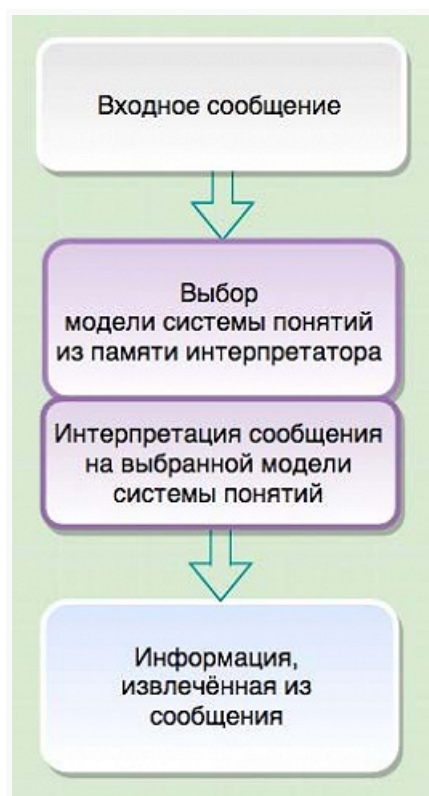 Входное сообщение
Выбор
модели системы понятий
из памяти интерпретатора
Интерпретация сообщения
на выбранной модели
системы понятий
Информация,
извлечённая из
сообщения